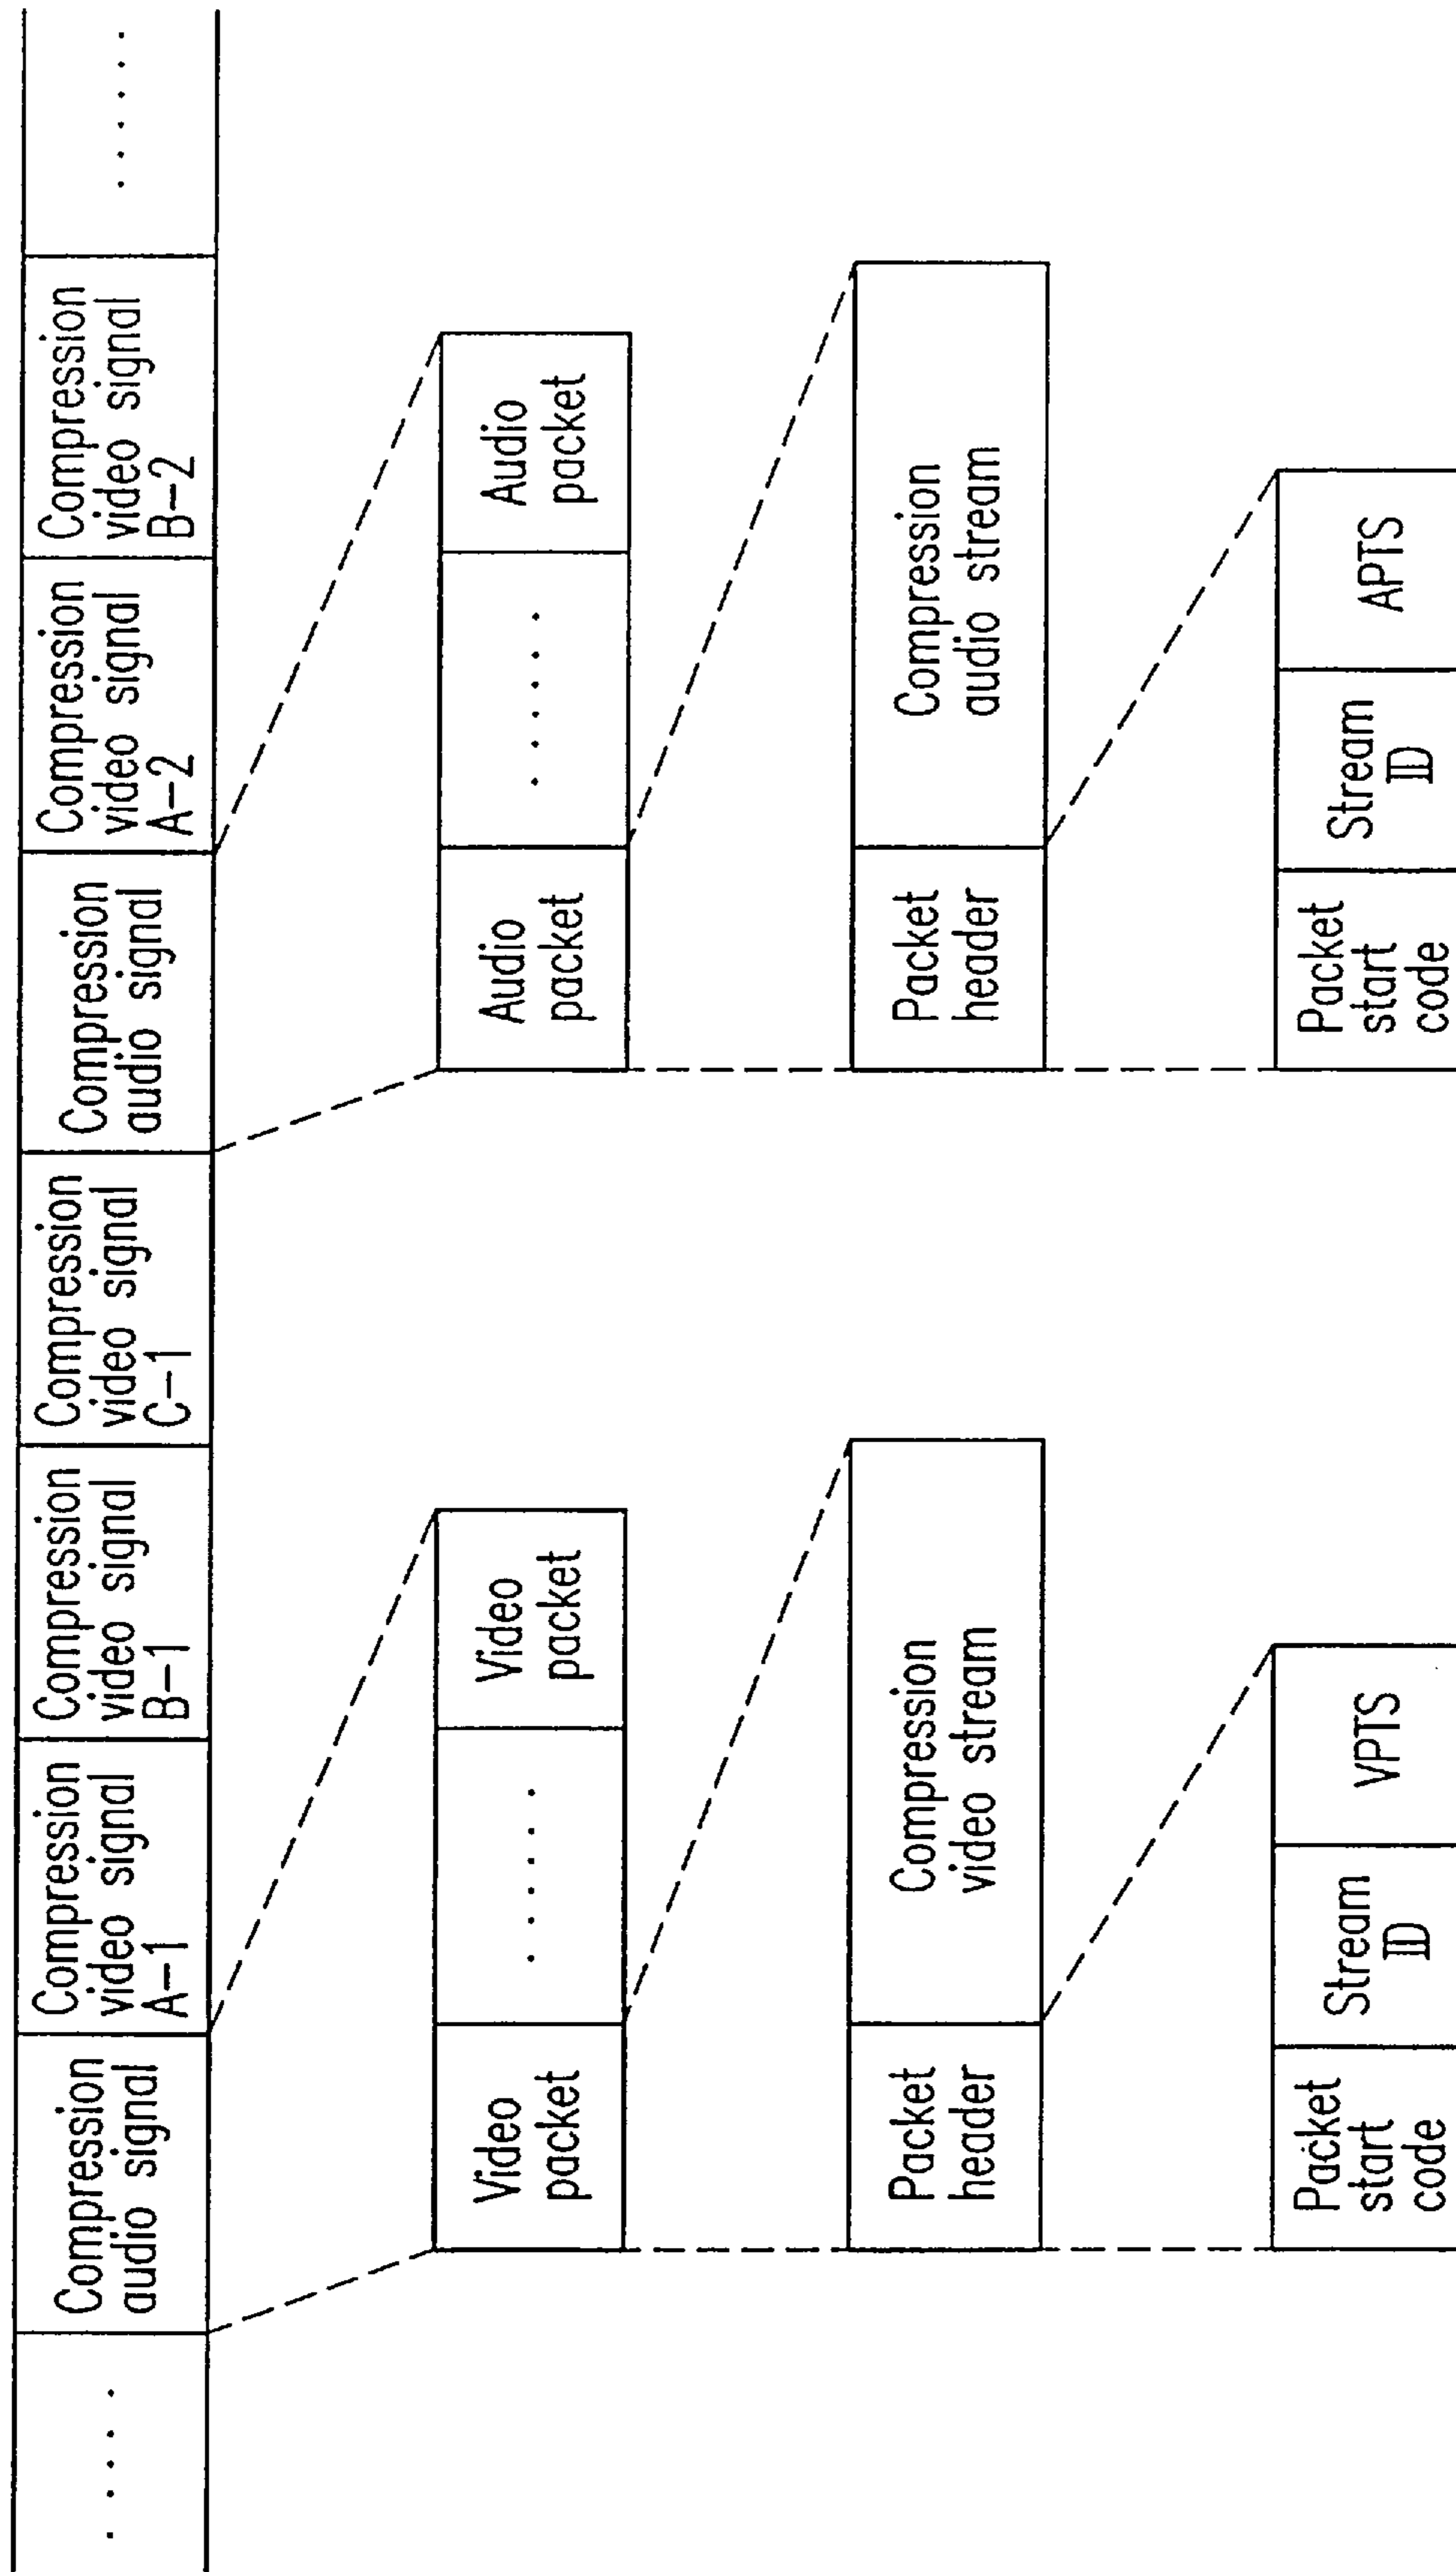 . . . . .
Compression
audio signal
Compression
video signal
A-1
Compression
video signal
B-1
Compression
video signal
C-1
Compression
audio signal
Compression
video signal
A-2
Compression
video signal
B-2
. . . . . .
Video
packet
. . . . . .
Video
packet
Audio
packet
. . . . . .
Audio
packet
Packet
header
Compression
video stream
Packet
header
Compression
audio stream
Packet
start
code
Stream
ID
VPTS
Packet
start
code
Stream
ID
APTS